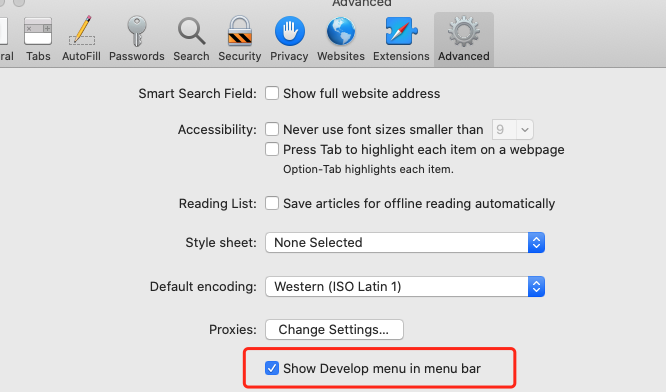 Advanced
ral Tabs AutoFill Passwords Search Security Privacy Websites Extensions Advanced
Smart Search Field: Show full website address
Accessibility: Never use font sizes smaller than 9
Press Tab to highlight each item on a webpage
Option-Tab highlights each item.
Reading List: Save articles for offline reading automatically
Style sheet: None Selected
Default encoding: Western (ISO Latin 1)
Proxies: Change Settings...
Show Develop menu in menu bar